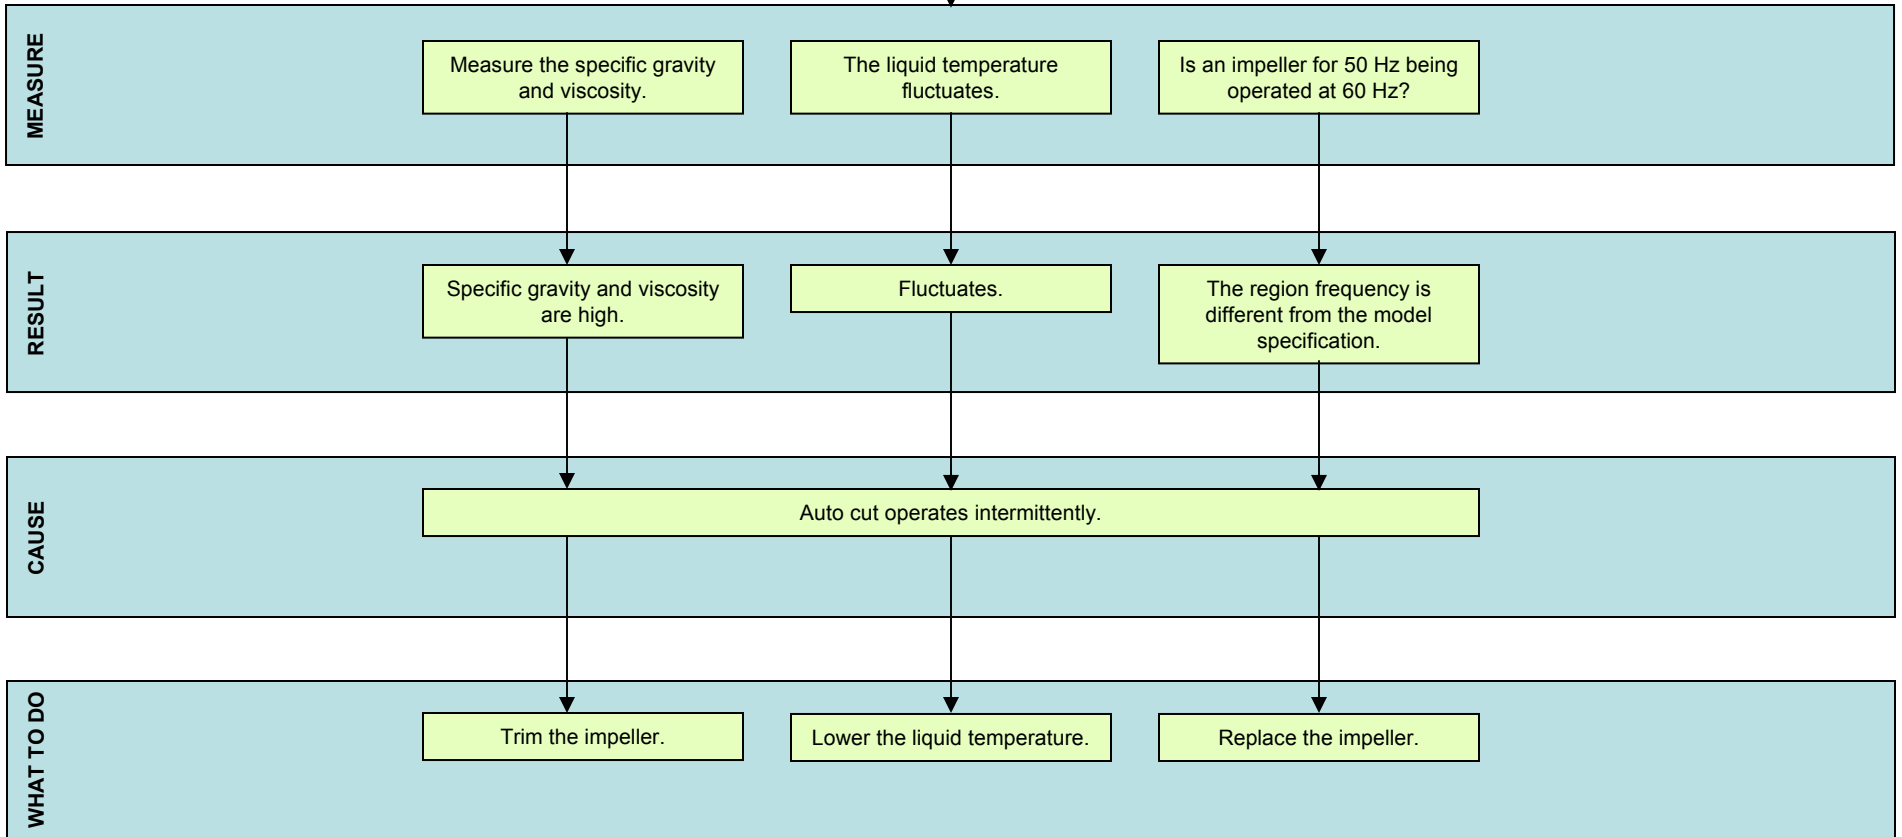 MEASURE
Measure the specific gravity
and viscosity.
The liquid temperature
fluctuates.
Is an impeller for 50 Hz being
operated at 60 Hz?
RESULT
Specific gravity and viscosity
are high.
Fluctuates.
The region frequency is
different from the model
specification.
CAUSE
Auto cut operates intermittently.
WHAT TO DO
Trim the impeller.
Lower the liquid temperature.
Replace the impeller.